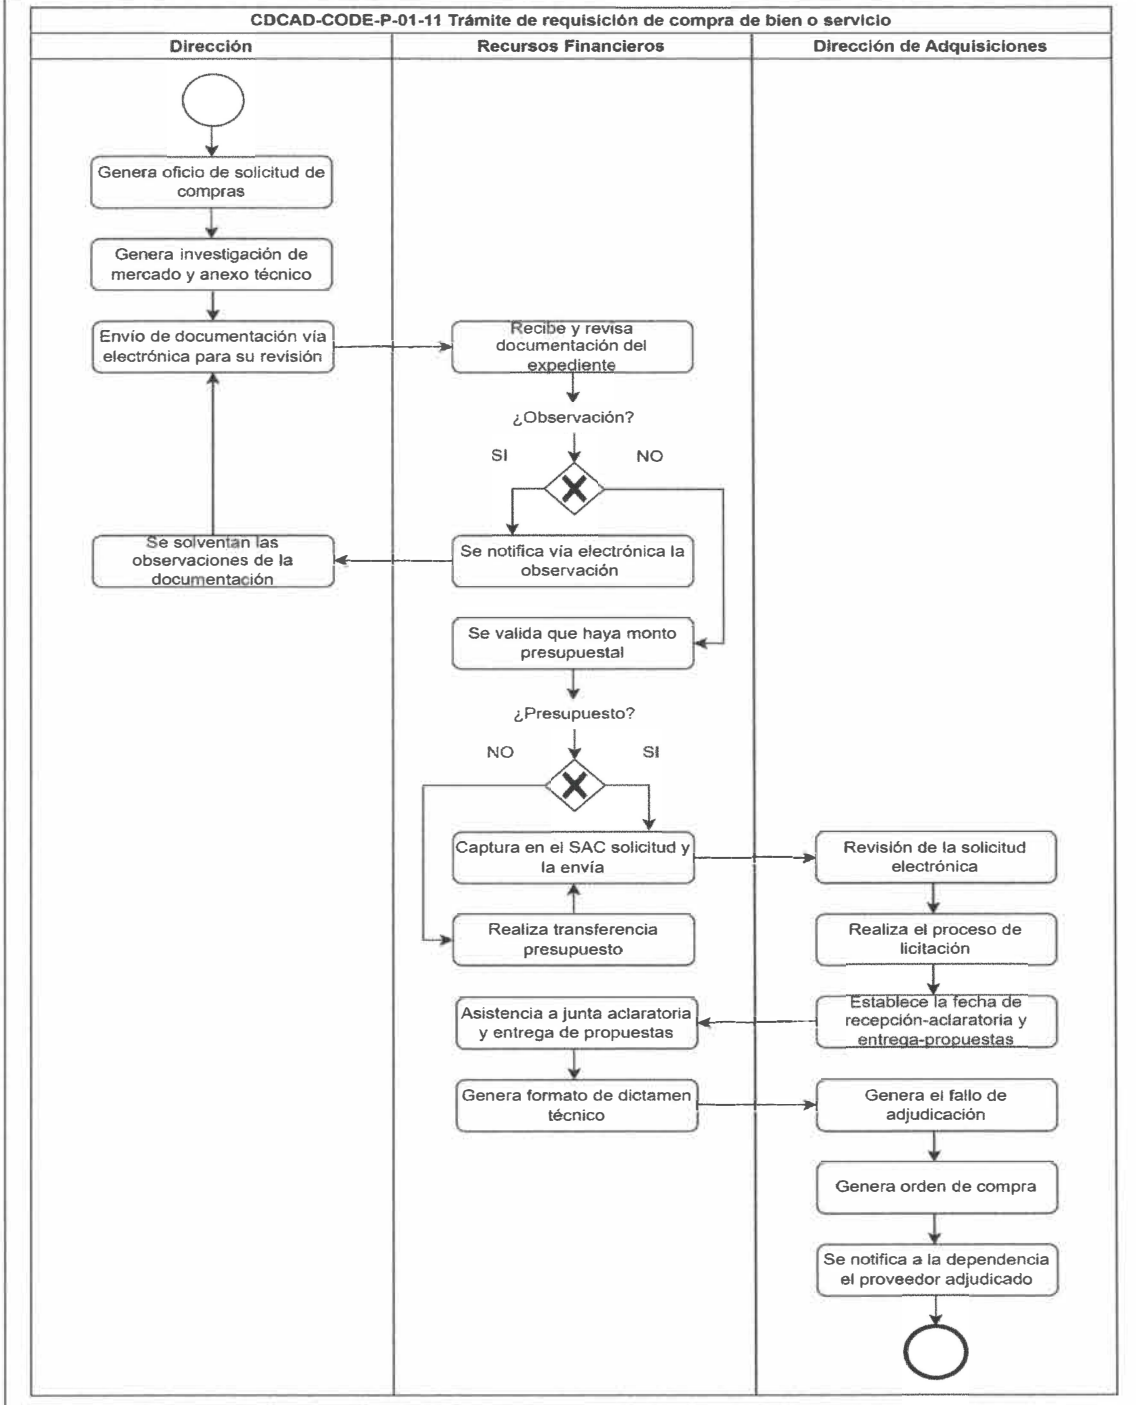 CDCAD-CODE-P-01-11 Trámite de requisición de compra de bien o servicio
Dirección
Recursos Financieros
Dirección de Adquisiciones
Genera oficio de solicitud de
compras
Genera investigación de
mercado y anexo técnico
Envío de documentación vía
electrónica para su revisión
Recibe y revisa
documentación del
expediente
¿Observación?
SI
NO
Se solventan las
observaciones de la
documentación
Se notifica vía electrónica la
observación
Se valida que haya monto
presupuestal
¿Presupuesto?
NO
SI
Captura en el SAC solicitud y
la envía
Revisión de la solicitud
electrónica
Realiza transferencia
presupuesto
Realiza el proceso de
licitación
Asistencia a junta aclaratoria
y entrega de propuestas
Establece la fecha de
recepción-aclaratoria y
entrega-propuestas
Genera formato de dictamen
técnico
Genera el fallo de
adjudicación
Genera orden de compra
Se notifica a la dependencia
el proveedor adjudicado